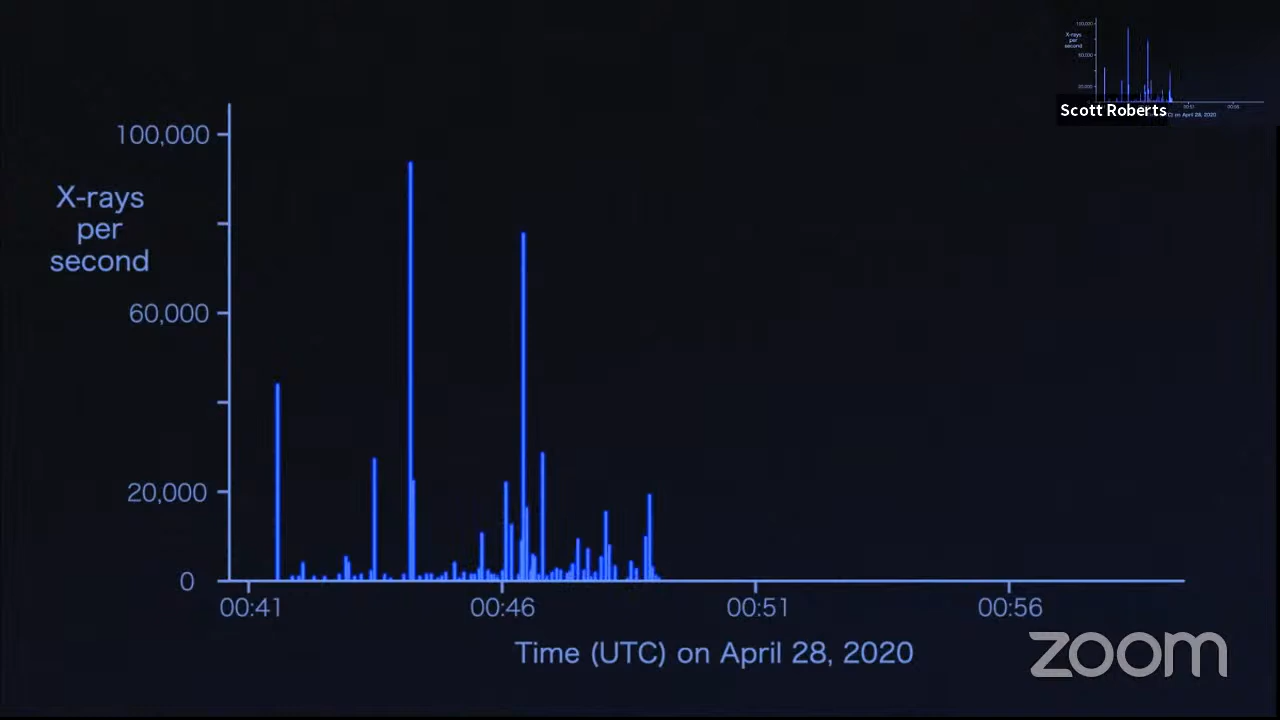 Scott Roberts
100,000
X-rays
per
second
60,000
20,000
0
00:41
00:46
00:51
00:56
Time (UTC) on April 28, 2020
zoom